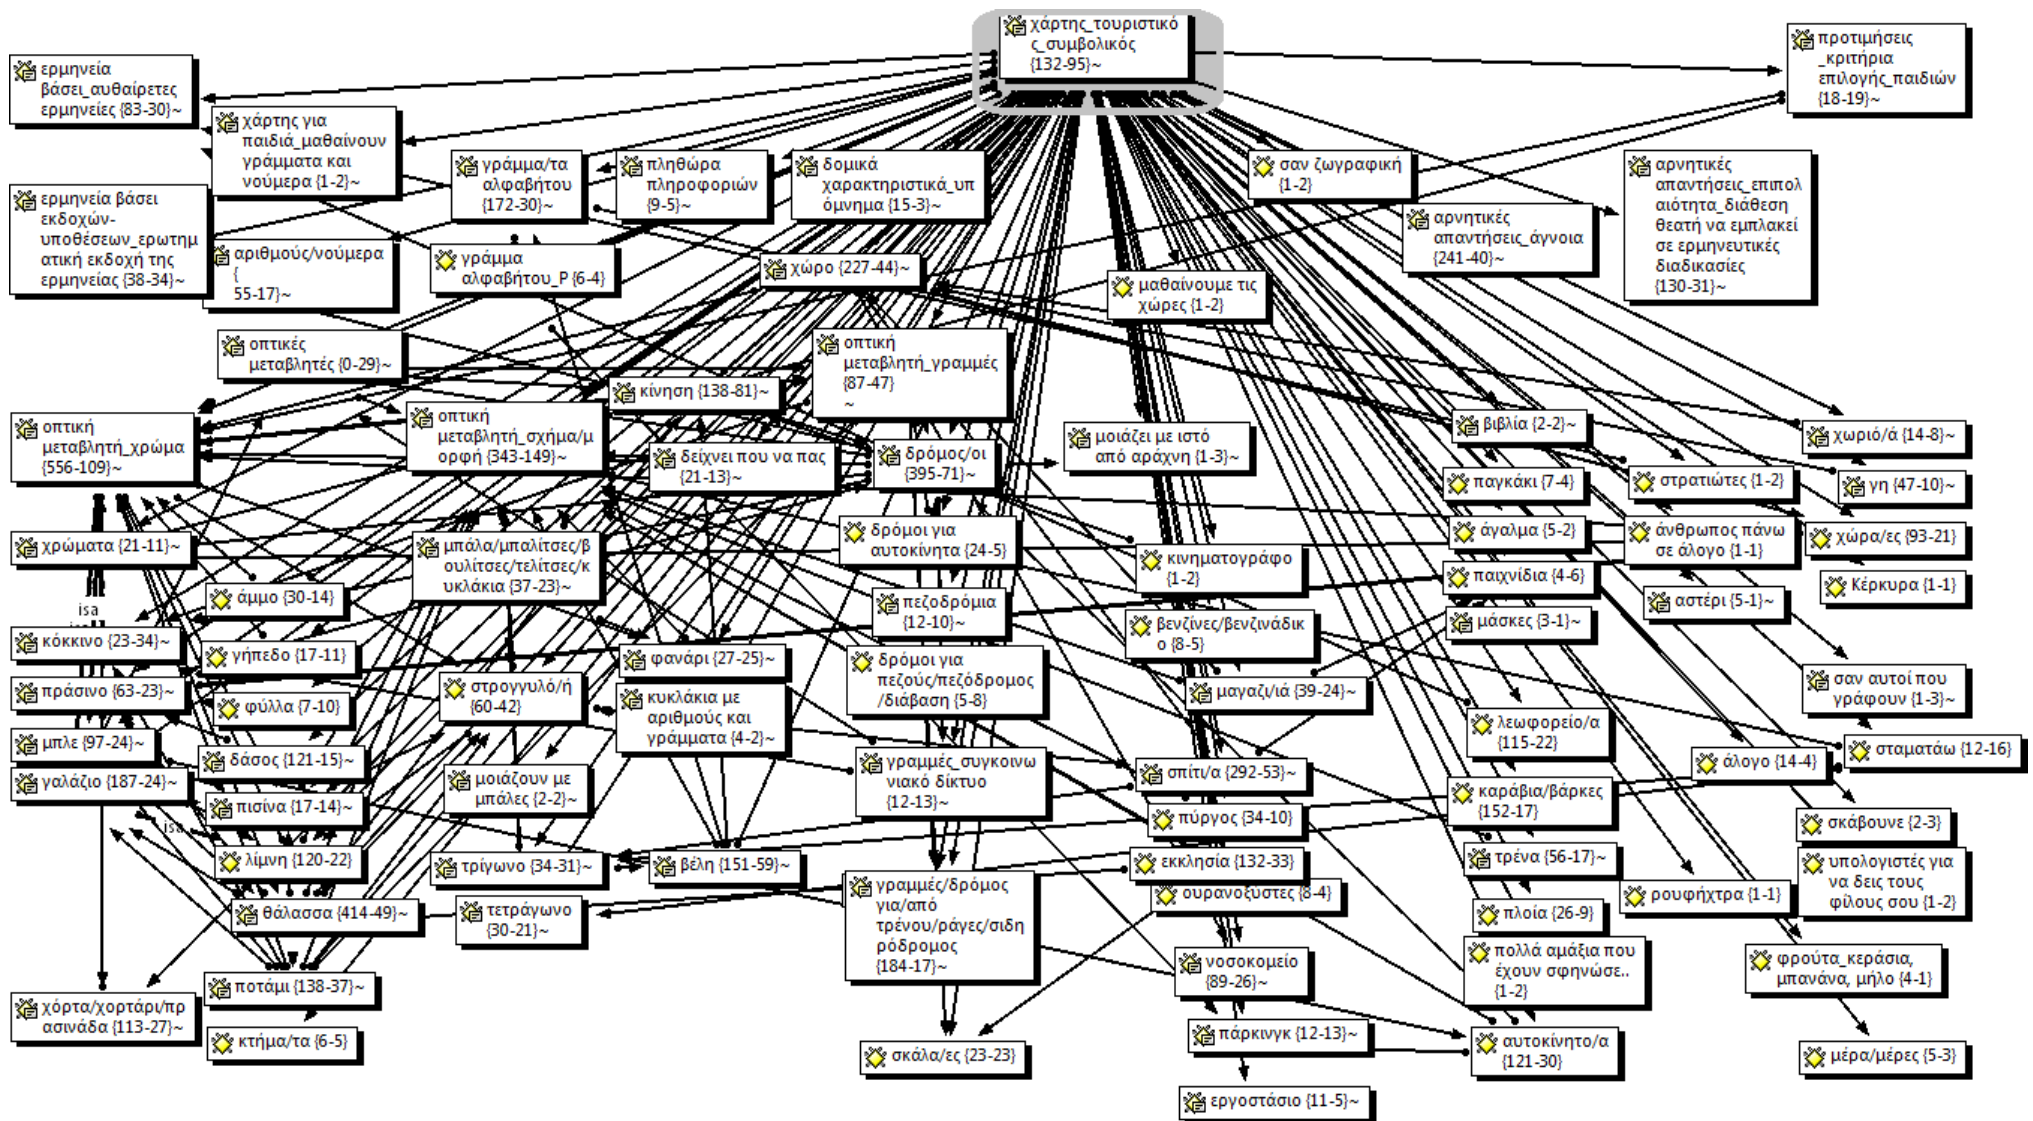 χάρτης_τουριστικό
ς_συμβολικός
{132-95}~
προτιμήσεις
_κριτήρια
επιλογής_παιδιών
{18-19}~
ερμηνεία
βάσει_αυθαίρετες
ερμηνείες {83-30}~
χάρτης για
παιδιά_μαθαίνουν
γράμματα και
νούμερα {1-2}~
γράμμα/τα
αλφαβήτου
{172-30}~
πληθώρα
πληροφοριών
{9-5}~
δομικά
χαρακτηριστικά_υπ
όμνημα {15-3}~
σαν ζωγραφική
{1-2}
αρνητικές
απαντήσεις_επιπολ
αιότητα_διάθεση
θεατή να εμπλακεί
σε ερμηνευτικές
διαδικασίες
{130-31}~
ερμηνεία βάσει
εκδοχών-
υποθέσεων_ερωτημ
ατική εκδοχή της
ερμηνείας {38-34}~
αρνητικές
απαντήσεις_άγνοια
{241-40}~
αριθμούς/νούμερα
{
55-17}~
γράμμα
αλφαβήτου_P {6-4}
χώρο {227-44}~
μαθαίνουμε τις
χώρες {1-2}
οπτικές
μεταβλητές {0-29}~
οπτική
μεταβλητή_γραμμές
{87-47}
~
κίνηση {138-81}~
οπτική
μεταβλητή_χρώμα
{556-109}~
οπτική
μεταβλητή_σχήμα/μ
ορφή {343-149}~
δείχνει που να πας
{21-13}~
δρόμος/οι
{395-71}~
μοιάζει με ιστό
από αράχνη {1-3}~
βιβλία {2-2}~
χωριό/ά {14-8}~
παγκάκι {7-4}
στρατιώτες {1-2}
γη {47-10}~
χρώματα {21-11}~
μπάλα/μπαλίτσες/β
ουλίτσες/τελίτσες/κ
υκλάκια {37-23}~
δρόμοι για
αυτοκίνητα {24-5}
κινηματογράφο
{1-2}
άγαλμα {5-2}
άνθρωπος πάνω
σε άλογο {1-1}
χώρα/ες {93-21}
παιχνίδια {4-6}
Κέρκυρα {1-1}
άμμο {30-14}
πεζοδρόμια
{12-10}~
βενζίνες/βενζινάδικ
ο {8-5}
αστέρι {5-1}~
μάσκες {3-1}~
isa
κόκκινο {23-34}~
γήπεδο {17-11}
φανάρι {27-25}~
δρόμοι για
πεζούς/πεζόδρομος
/διάβαση {5-8}
σαν αυτοί που
γράφουν {1-3}~
πράσινο {63-23}~
φύλλα {7-10}
στρογγυλό/ή
{60-42}
κυκλάκια με
αριθμούς και
γράμματα {4-2}~
μαγαζι/ιά {39-24}~
λεωφορείο/α
{115-22}
μπλε {97-24}~
δάσος {121-15}~
γραμμές_συγκοινω
νιακό δίκτυο
{12-13}~
σπίτι/α {292-53}~
άλογο {14-4}
σταματάω {12-16}
γαλάζιο {187-24}~
μοιάζουν με
μπάλες {2-2}~
πισίνα {17-14}~
πύργος {34-10}
καράβια/βάρκες
{152-17}
σκάβουνε {2-3}
isa
λίμνη {120-22}
τρίγωνο {34-31}~
βέλη {151-59}~
εκκλησία {132-33}
τρένα {56-17}~
υπολογιστές για
να δεις τους
φίλους σου {1-2}
γραμμές/δρόμος
για/από
τρένου/ράγες/σιδη
ρόδρομος
{184-17}~
ουρανοξύστες {8-4}
ρουφήχτρα {1-1}
θάλασσα {414-49}~
τετράγωνο
{30-21}~
πλοία {26-9}
ποτάμι {138-37}~
νοσοκομείο
{89-26}~
πολλά αμάξια που
έχουν σφηνώσε..
{1-2}
φρούτα_κεράσια,
μπανάνα, μήλο {4-1}
χόρτα/χορτάρι/πρ
ασινάδα {113-27}~
κτήμα/τα {6-5}
σκάλα/ες {23-23}
πάρκινγκ {12-13}~
αυτοκίνητο/α
{121-30}
μέρα/μέρες {5-3}
εργοστάσιο {11-5}~